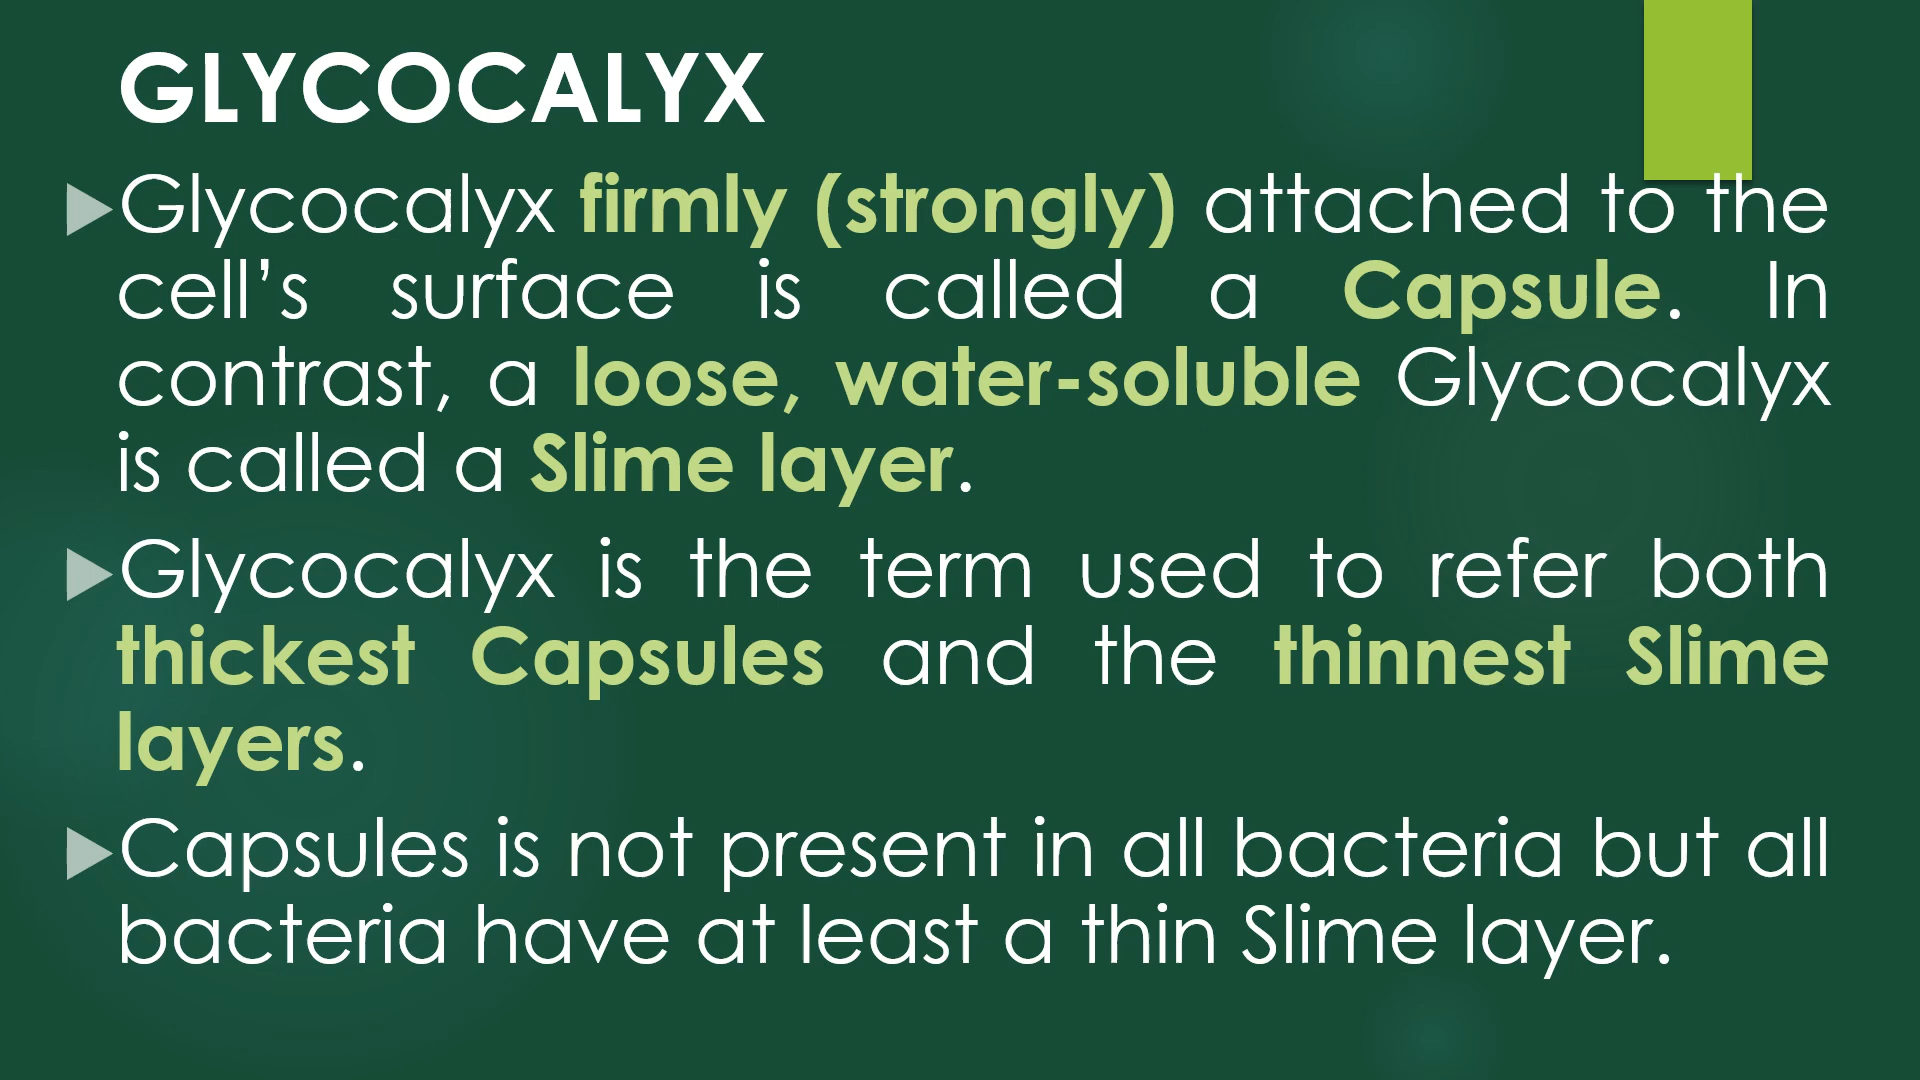 GLYCOCALYX
Glycocalyx firmly (strongly) attached to the
cell’s surface is called a Capsule. In
contrast, a loose, water-soluble Glycocalyx
is called a Slime layer.
Glycocalyx is the term used to refer both
thickest Capsules and the thinnest Slime
layers.
Capsules is not present in all bacteria but all
bacteria have at least a thin Slime layer.